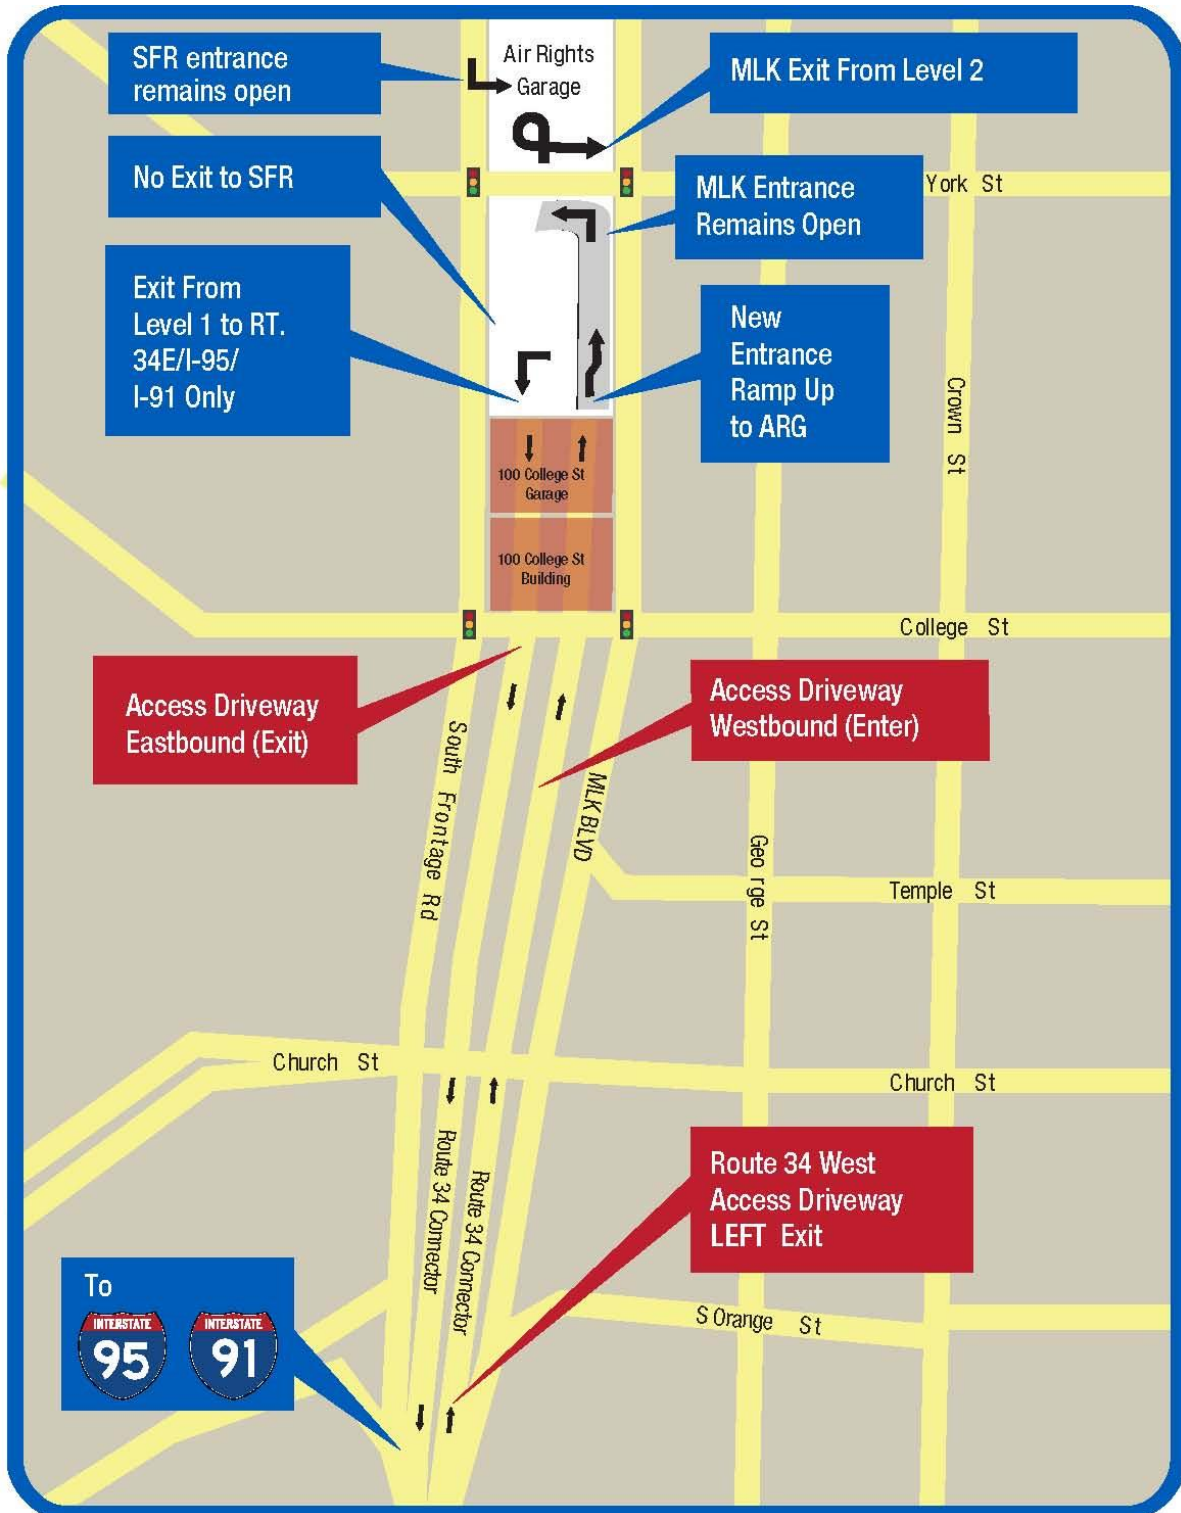 SFR entrance
remains open
Air Rights
Garage
MLK Exit From Level 2
No Exit to SFR
MLK Entrance
Remains Open
York St
Exit From
Level 1 to RT.
34E/I-95/
I-91 Only
New
Entrance
Ramp Up
to ARG
Crown St
100 College St
Garage
100 College St
Building
College St
Access Driveway
Eastbound (Exit)
Access Driveway
Westbound (Enter)
South Frontage Rd
MLK BLVD
Geo rge St
Temple St
Church St
Church St
Route 34 Connector
Route 34 Connector
Route 34 West
Access Driveway
LEFT Exit
To
INTERSTATE
95
INTERSTATE
91
S Orange St